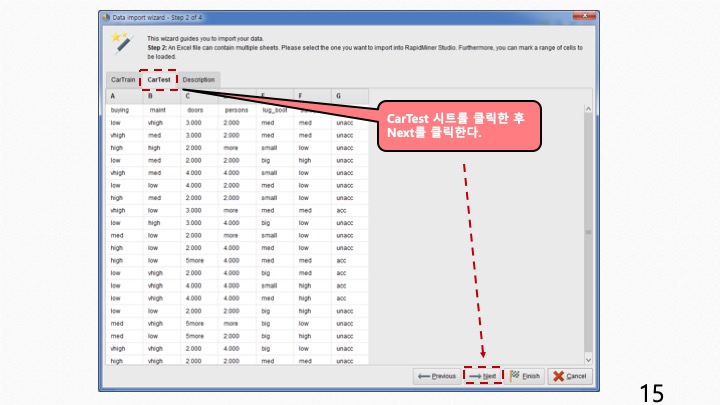 Data import wizard - Step 2 of 4
This wizard guides you to import your data.
Step 2: An Excel file can contain multiple sheets. Please select the one you want to import into RapidMiner Studio. Furthermore, you can mark a range of cells to
be loaded.
CarTrain CarTest Description
A B C E F G
buying maint doors persons lug_boot
low vhigh 3.000 2.000 med med unacc
vhigh med 3.000 2.000 med med unacc
high high 2.000 more small low unacc
low med 2.000 2.000 big high unacc
vhigh med 4.000 4.000 small low unacc
low low 4.000 2.000 med low unacc
high med 2.000 2.000 small low unacc
vhigh low 3.000 more med med acc
low high 3.000 4.000 big low unacc
med low 2.000 more small low unacc
high low 2.000 4.000 small low unacc
high low 5more 4.000 med med acc
low vhigh 2.000 4.000 big med acc
low vhigh 4.000 4.000 small high acc
low vhigh 4.000 4.000 med high acc
low low 2.000 2.000 big high unacc
med vhigh 5more more big low unacc
med low 5more 2.000 big high unacc
vhigh vhigh 2.000 4.000 big low unacc
high vhigh 2.000 2.000 med med unacc
CarTest 시트를 클릭한 후
Next를 클릭한다.
Previous Next Finish Cancel
15